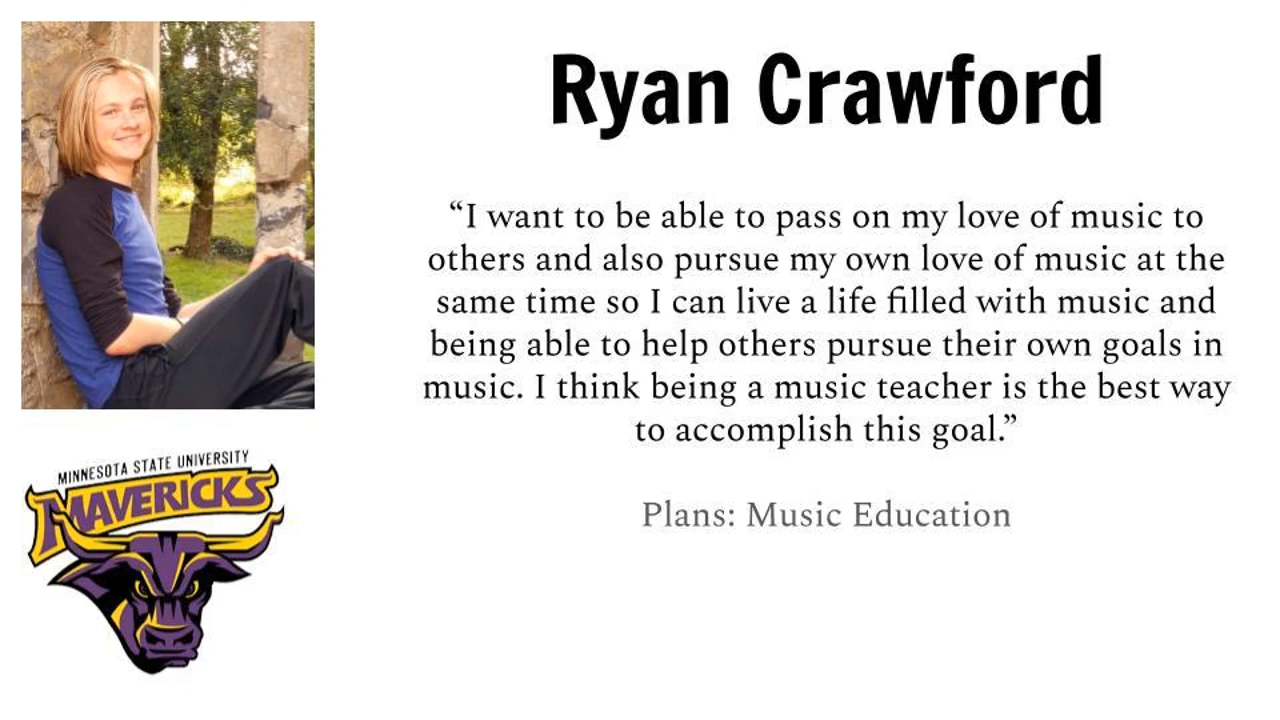 Ryan Crawford
“I want to be able to pass on my love of music to
others and also pursue my own love of music at the
same time so I can live a life filled with music and
being able to help others pursue their own goals in
music. I think being a music teacher is the best way
to accomplish this goal.”
Plans: Music Education
MINNESOTA STATE UNIVERSITY
MAVERICKS